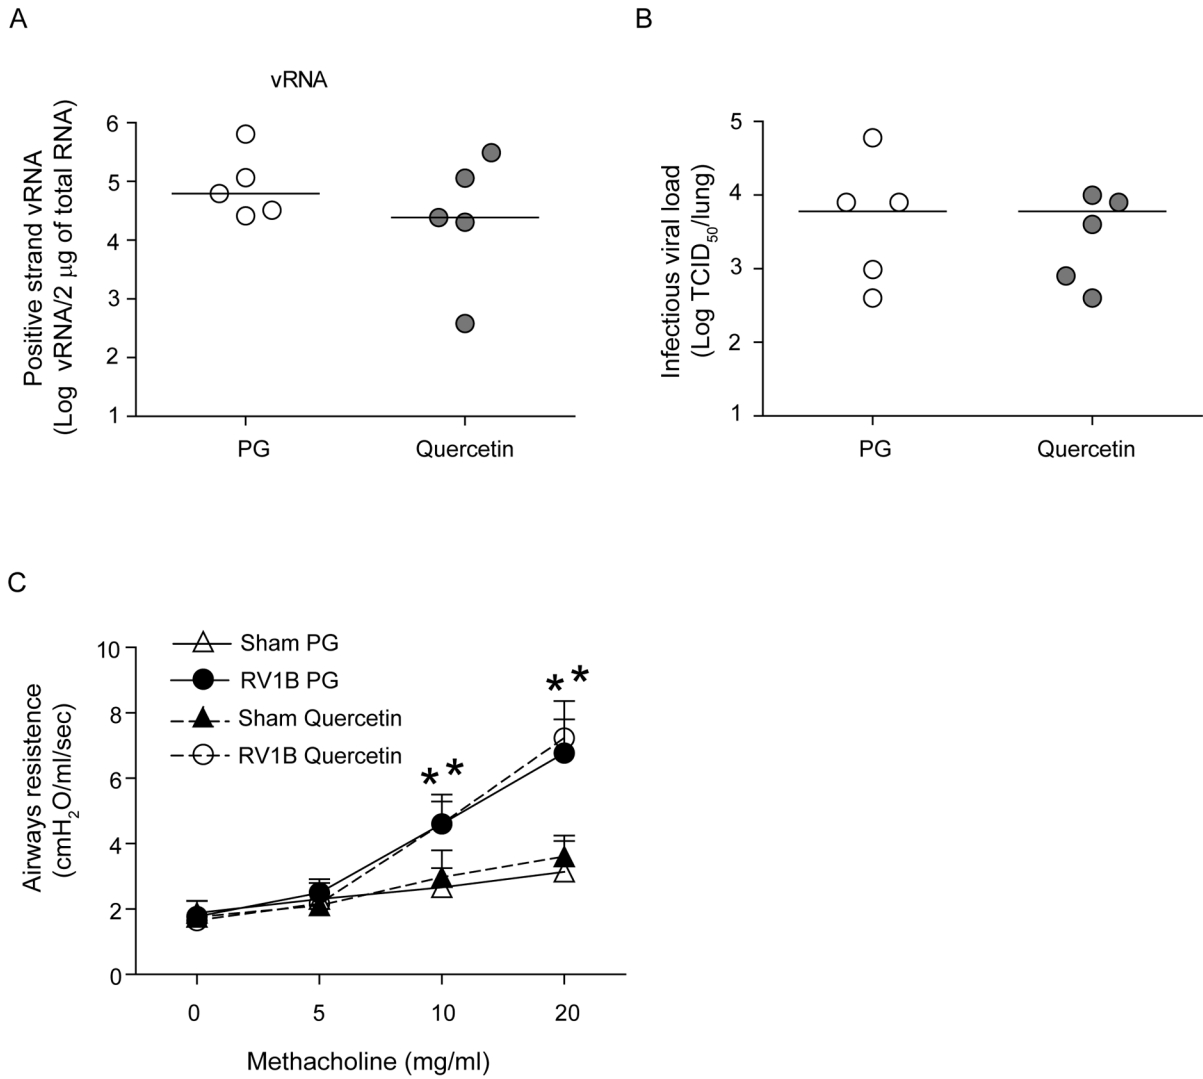 A
vRNA
Positive strand vRNA
(Log vRNA/2 µg of total RNA)
6
5
4
3
2
1
PG
Quercetin
B
Infectious viral load
(Log TCID50/lung)
5
4
3
2
1
PG
Quercetin
C
Sham PG
RV1B PG
Sham Quercetin
RV1B Quercetin
Airways resistence
(cmH2O/ml/sec)
10
8
6
4
2
0
* *
* *
0
5
10
20
Methacholine (mg/ml)